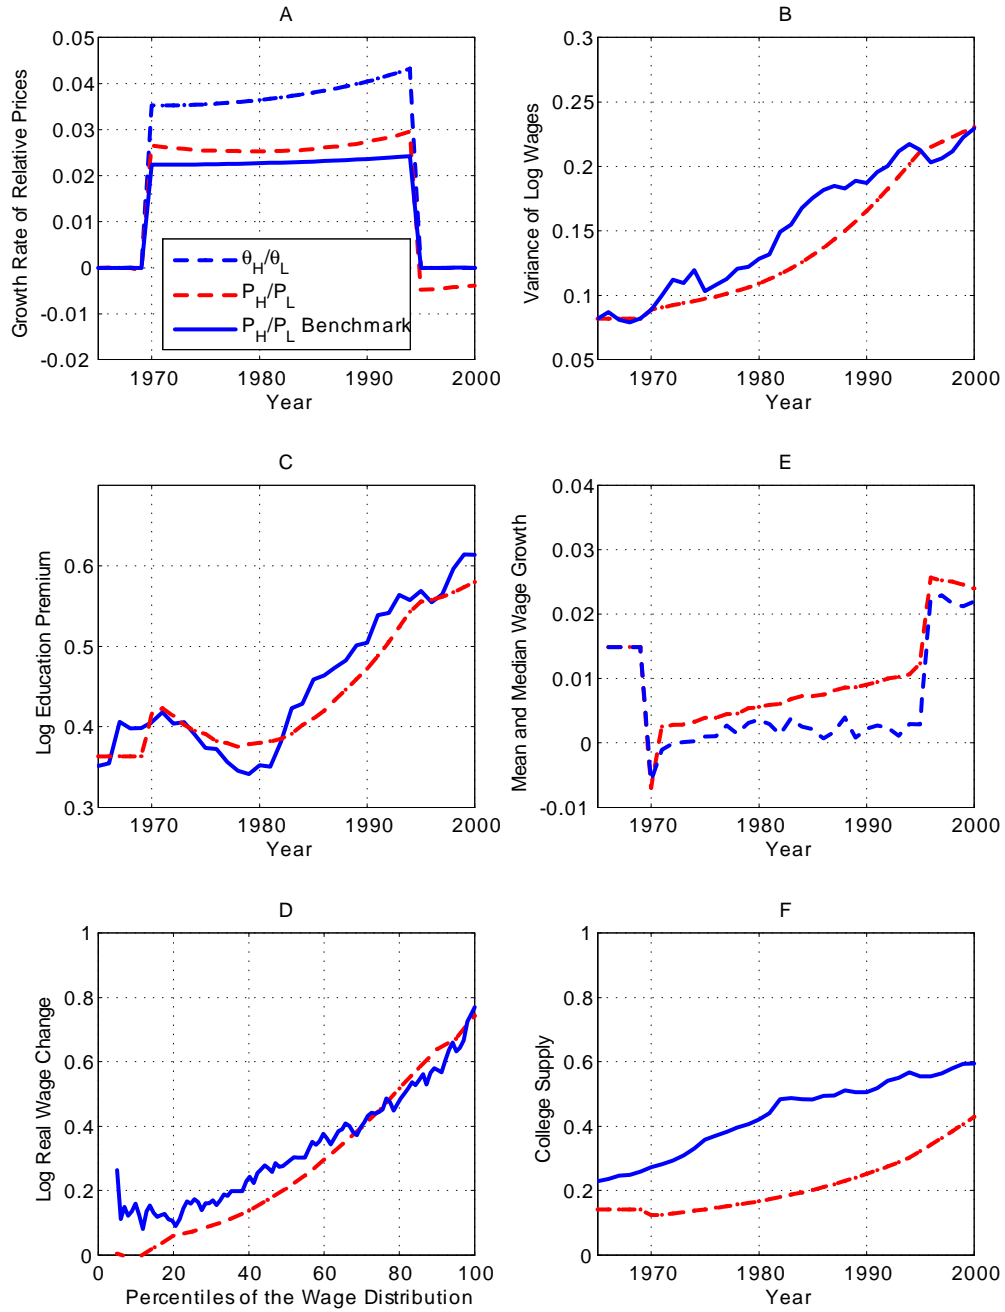 A
Growth Rate of Relative Prices
0.05
0.04
0.03
0.02
0.01
0
-0.01
-0.02
θH/θL
PH/PL
PH/PL Benchmark
1970 1980 1990 2000
Year
B
Variance of Log Wages
0.3
0.25
0.2
0.15
0.1
0.05
1970 1980 1990 2000
Year
C
Log Education Premium
0.6
0.5
0.4
0.3
1970 1980 1990 2000
Year
E
Mean and Median Wage Growth
0.04
0.03
0.02
0.01
0
-0.01
1970 1980 1990 2000
Year
D
Log Real Wage Change
1
0.8
0.6
0.4
0.2
0
0 20 40 60 80 100
Percentiles of the Wage Distribution
F
College Supply
1
0.8
0.6
0.4
0.2
0
1970 1980 1990 2000
Year